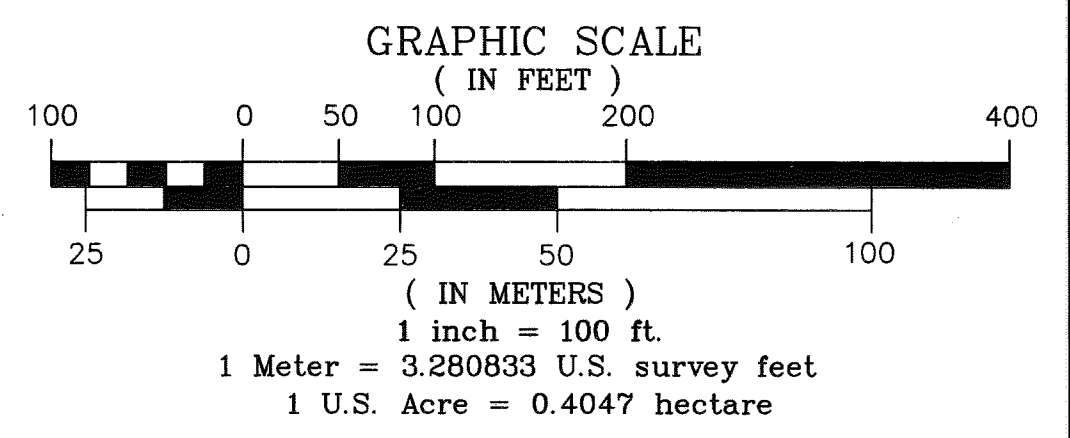 GRAPHIC SCALE
( IN FEET )
100 0 50 100 200 400
25 0 25 50 100
( IN METERS )
1 inch = 100 ft.
1 Meter = 3.280833 U.S. survey feet
1 U.S. Acre = 0.4047 hectare